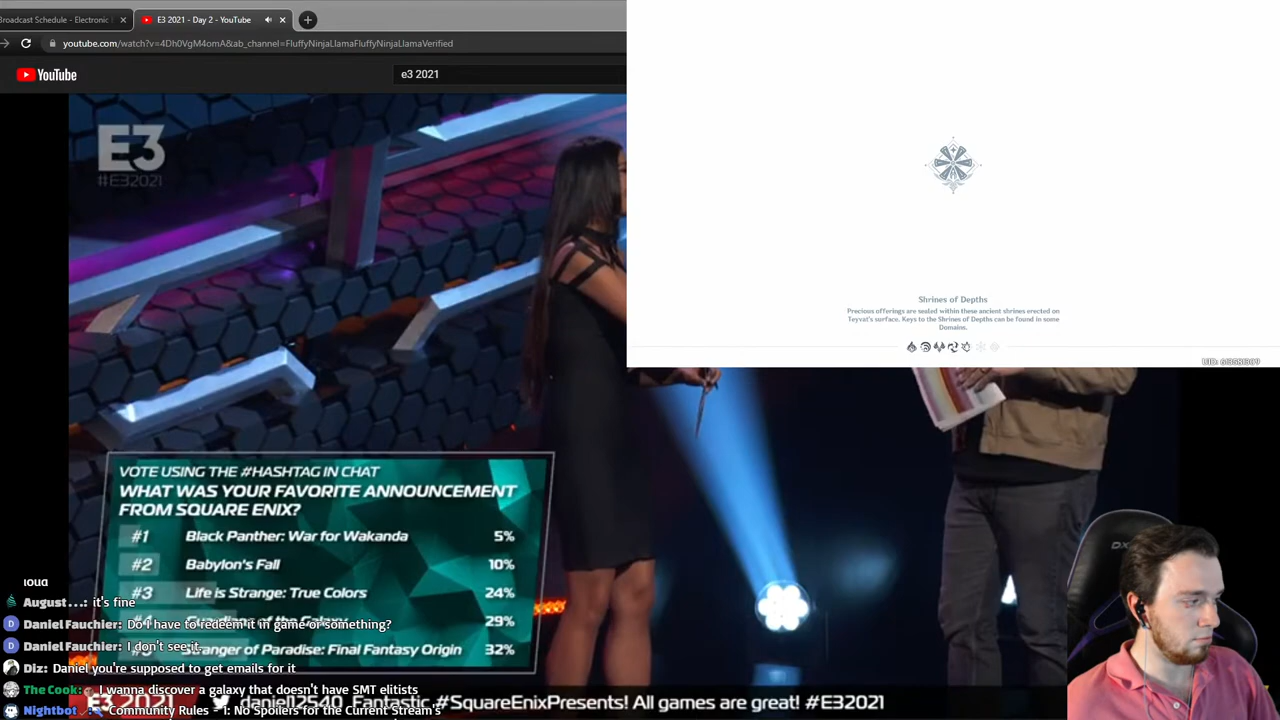 Broadcast Schedule - Electronic
E3 2021 - Day 2 - YouTube
youtube.com/watch?v=4Dh0VgM4omA&ab_channel=FluffyNinjaLlamaFluffyNinjaLlamaVerified
YouTube
e3 2021
E3
#E32021
Shrines of Depths
Precious offerings are sealed within these ancient shrines erected on
Teyvat's surface. Keys to the Shrines of Depths can be found in some
Domains.
VOTE USING THE #HASHTAG IN CHAT
WHAT WAS YOUR FAVORITE ANNOUNCEMENT
FROM SQUARE ENIX?
#1 Black Panther: War for Wakanda 5%
#2 Babylon's Fall 10%
#3 Life is Strange: True Colors 24%
29%
Stranger of Paradise: Final Fantasy Origin 32%
DX
August...: it's fine
Daniel Fauchier: Do I have to redeem it in game or something?
Daniel Fauchier: I don't see it
Diz: Daniel you're supposed to get emails for it
The Cook: I wanna discover a galaxy that doesn't have SMT elitists
Nightbot: Community Rules - 1: No Spoilers for the Current Stream's
E3 2021
daniel12540 Fantastic #SquareEnixPresents! All games are great! #E32021